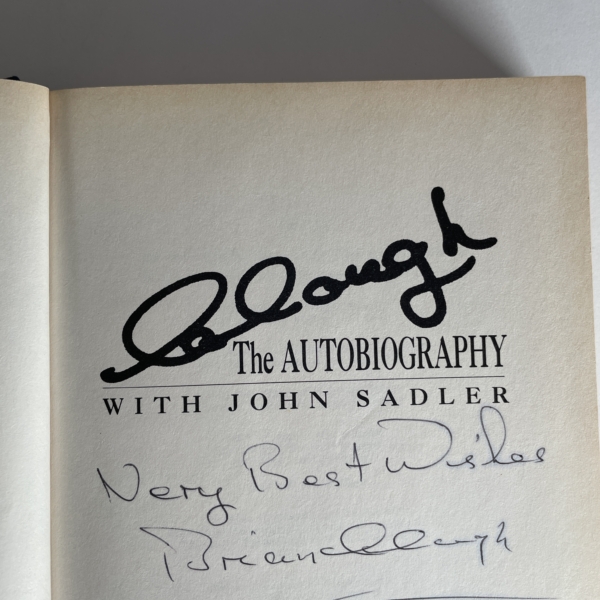 Clough
The AUTOBIOGRAPHY
WITH JOHN SADLER
Very Best Wishes
Brian Clough